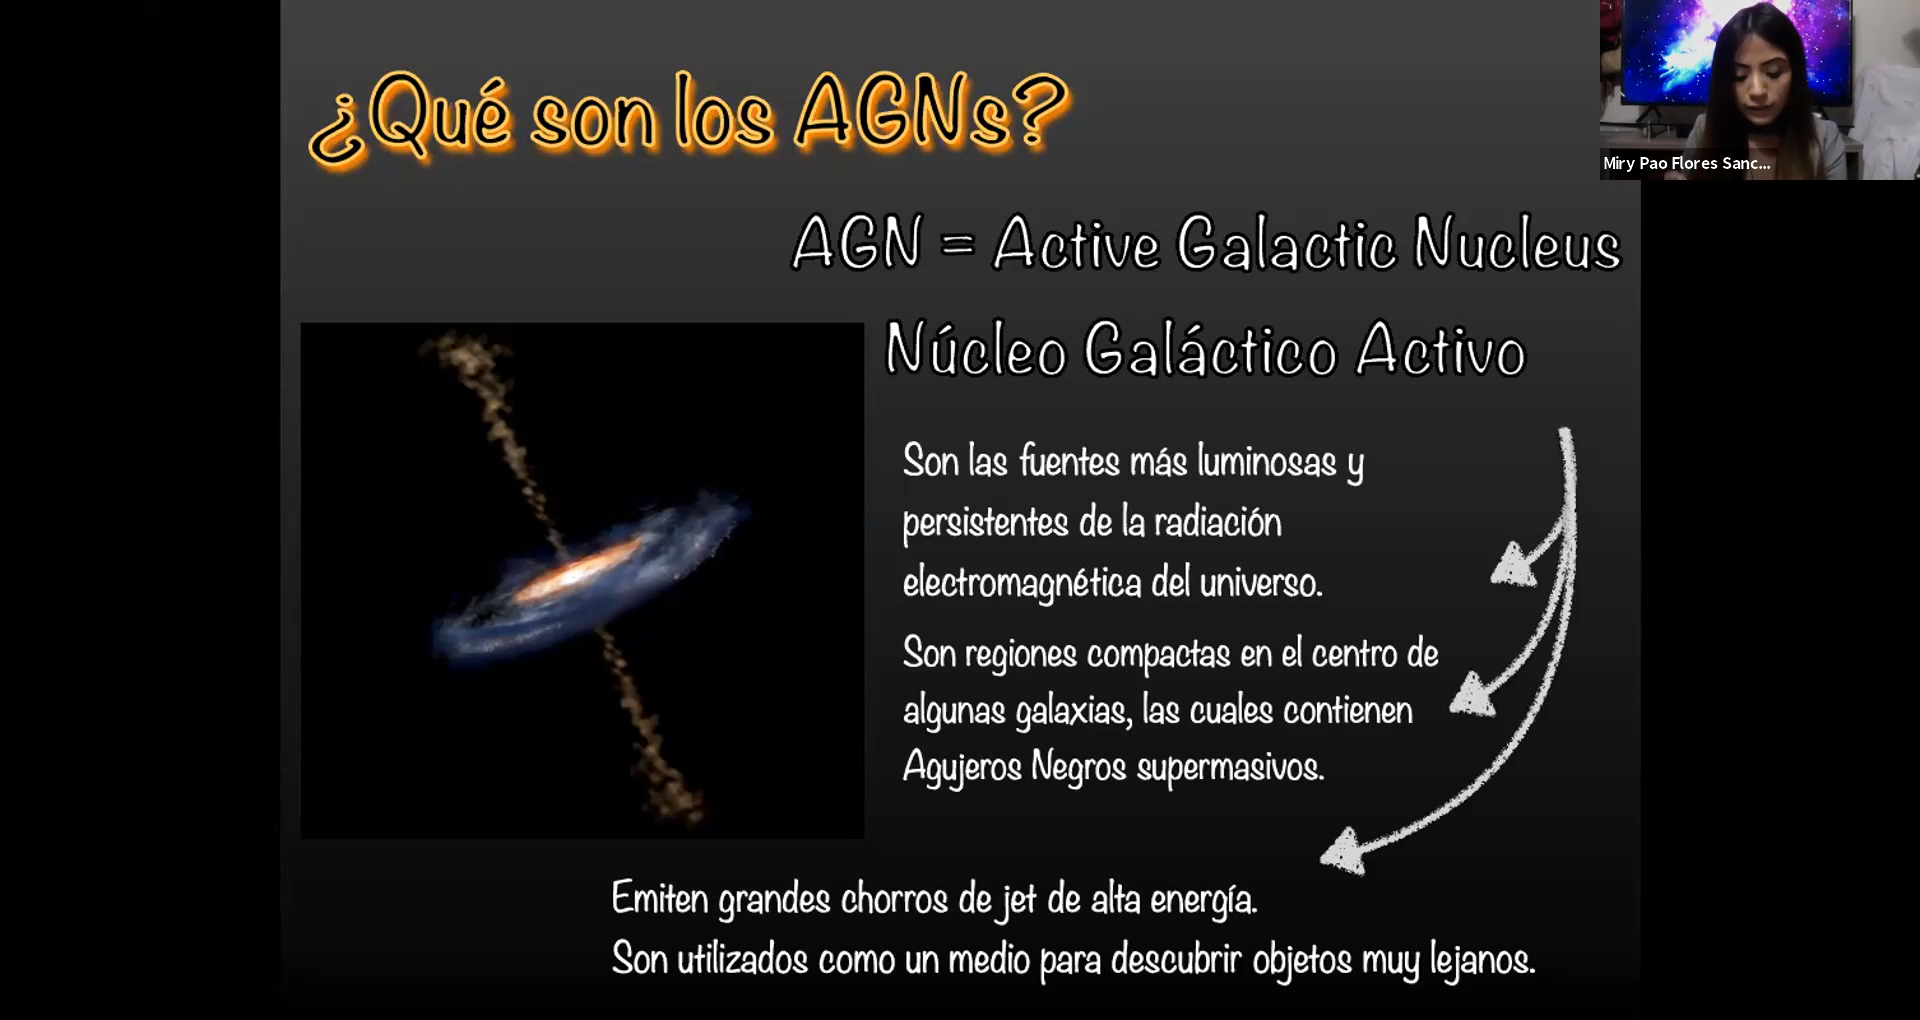 ¿Qué son los AGNs?
Miry Pao Flores Sanc...
AGN = Active Galactic Nucleus
Núcleo Galáctico Activo
Son las fuentes más luminosas y
persistentes de la radiación
electromagnética del universo.
Son regiones compactas en el centro de
algunas galaxias, las cuales contienen
Agujeros Negros supermasivos.
Emiten grandes chorros de jet de alta energía.
Son utilizados como un medio para descubrir objetos muy lejanos.